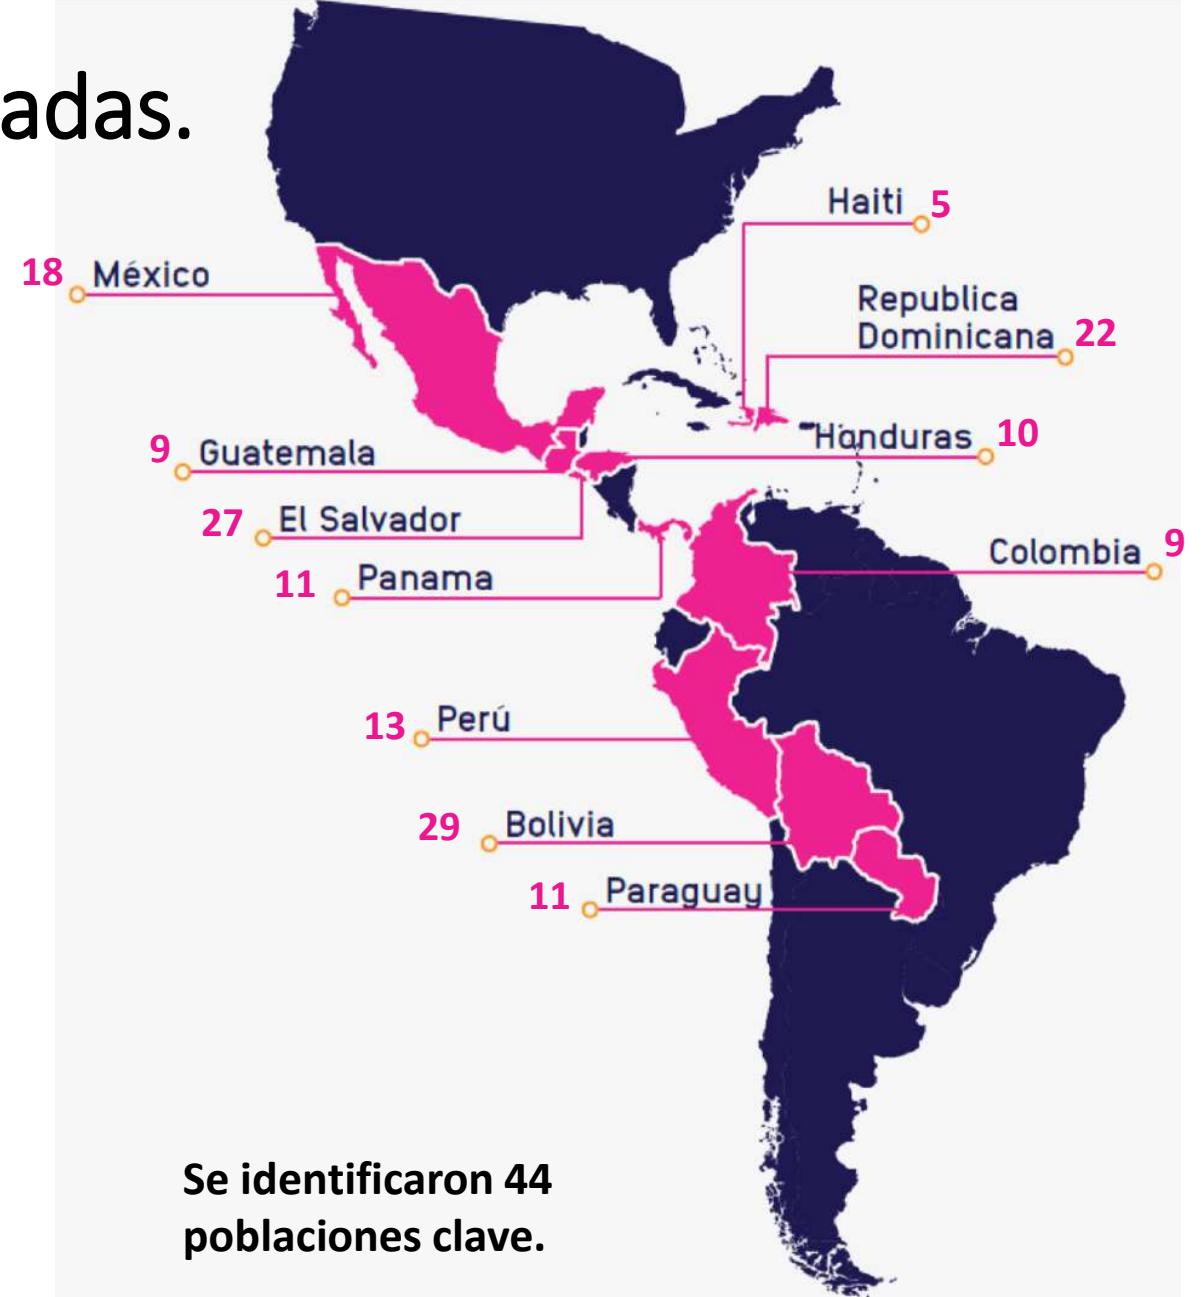 adas.
Haiti 5
18 México
Republica
Dominicana 22
9 Guatemala
Honduras 10
27 El Salvador
Colombia 9
11 Panama
13 Perú
29 Bolivia
11 Paraguay
Se identificaron 44
poblaciones clave.